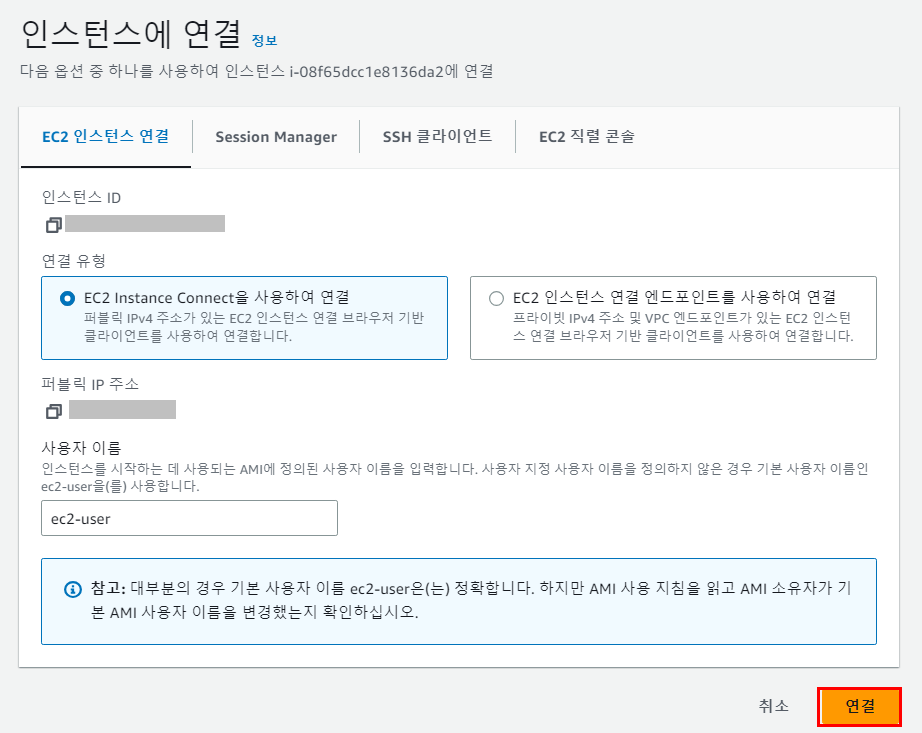 인스턴스에 연결 정보
다음 옵션 중 하나를 사용하여 인스턴스 i-08f65dcc1e8136da2에 연결
EC2 인스턴스 연결
Session Manager
SSH 클라이언트
EC2 직렬 콘솔
인스턴스 ID
연결 유형
EC2 Instance Connect을 사용하여 연결
퍼블릭 IPv4 주소가 있는 EC2 인스턴스 연결 브라우저 기반
클라이언트를 사용하여 연결합니다.
EC2 인스턴스 연결 엔드포인트를 사용하여 연결
프라이빗 IPv4 주소 및 VPC 엔드포인트가 있는 EC2 인스턴
스 연결 브라우저 기반 클라이언트를 사용하여 연결합니다.
퍼블릭 IP 주소
사용자 이름
인스턴스를 시작하는 데 사용되는 AMI에 정의된 사용자 이름을 입력합니다. 사용자 지정 사용자 이름을 정의하지 않은 경우 기본 사용자 이름인
ec2-user을(를) 사용합니다.
ec2-user
참고: 대부분의 경우 기본 사용자 이름 ec2-user은(는) 정확합니다. 하지만 AMI 사용 지침을 읽고 AMI 소유자가 기
본 AMI 사용자 이름을 변경했는지 확인하십시오.
취소
연결